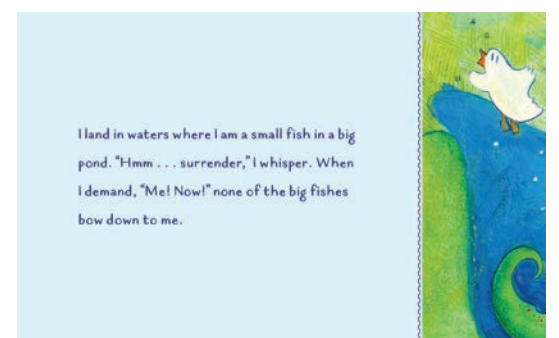 I land in waters where I am a small fish in a big
pond. “Hmm . . . surrender,” I whisper. When
I demand, “Me! Now!” none of the big fishes
bow down to me.